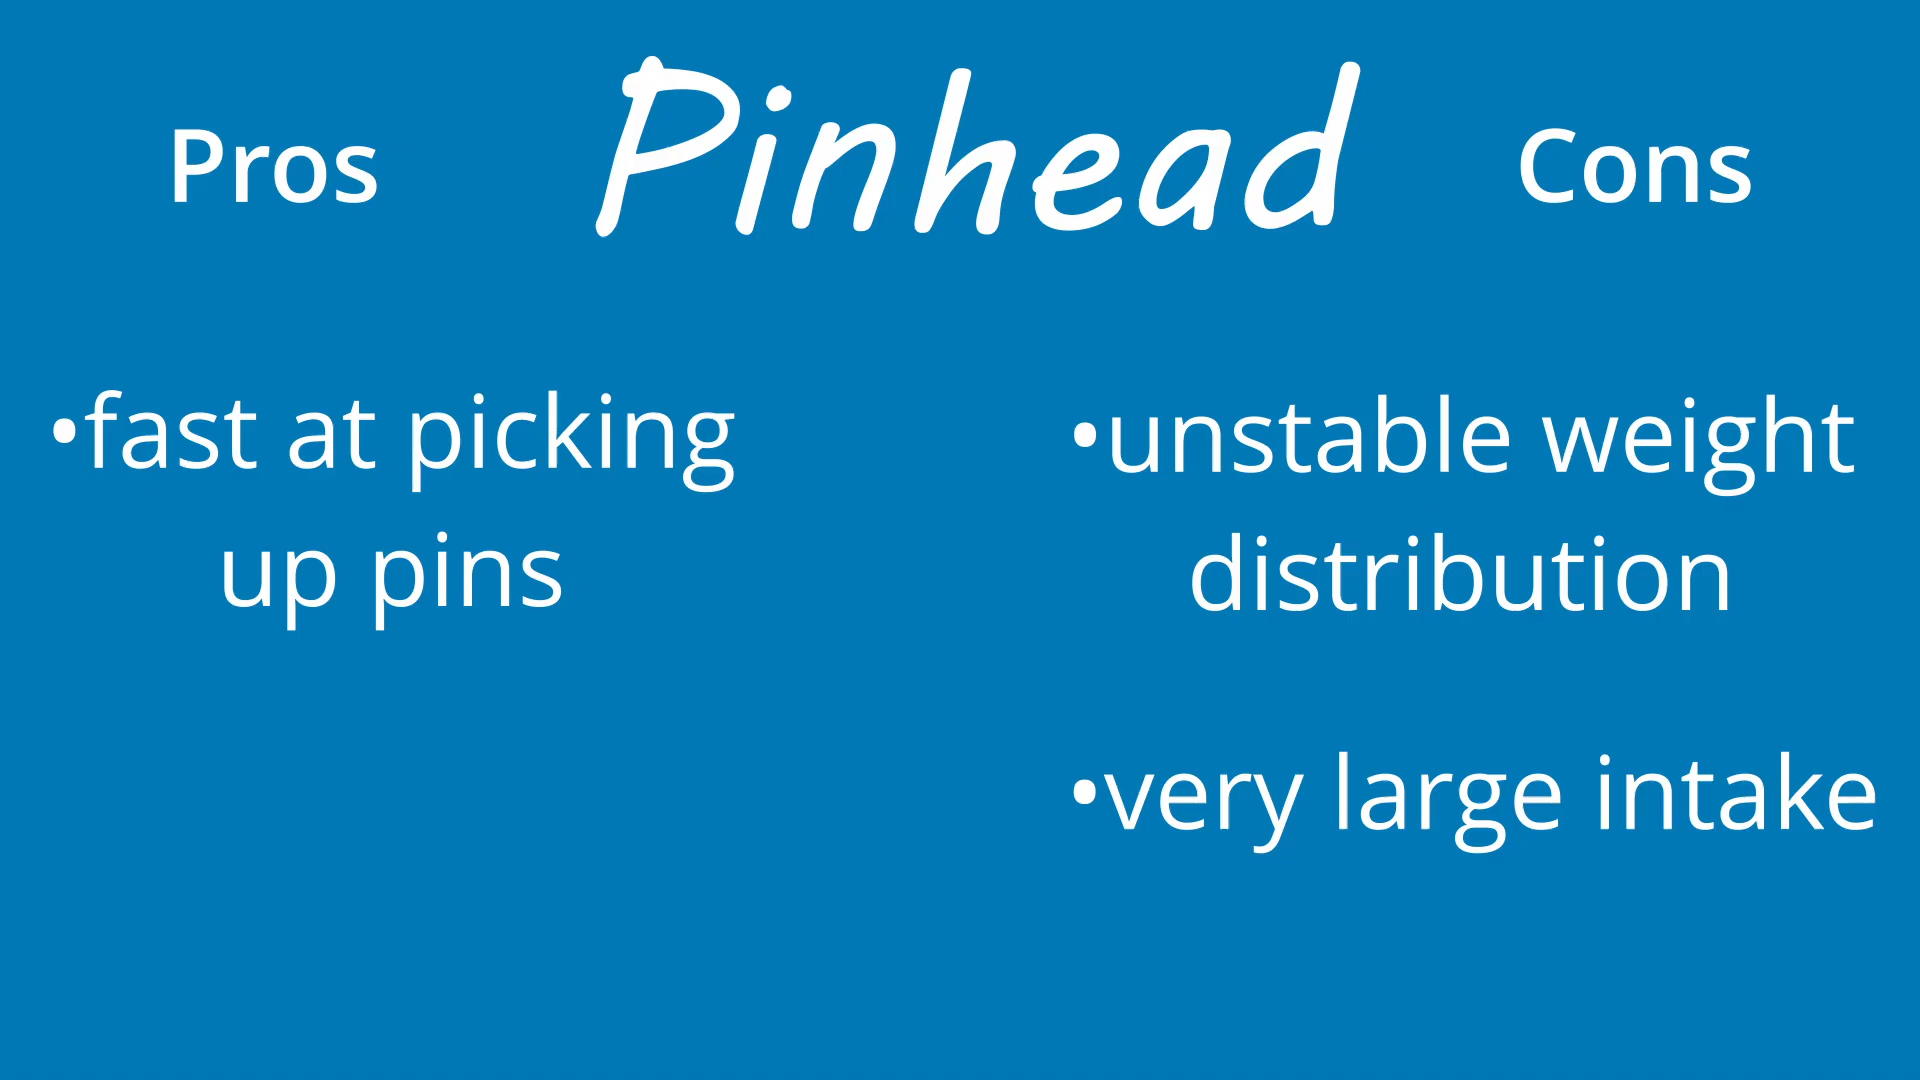 Pinhead
Pros
Cons
•fast at picking
up pins
•unstable weight
distribution
•very large intake